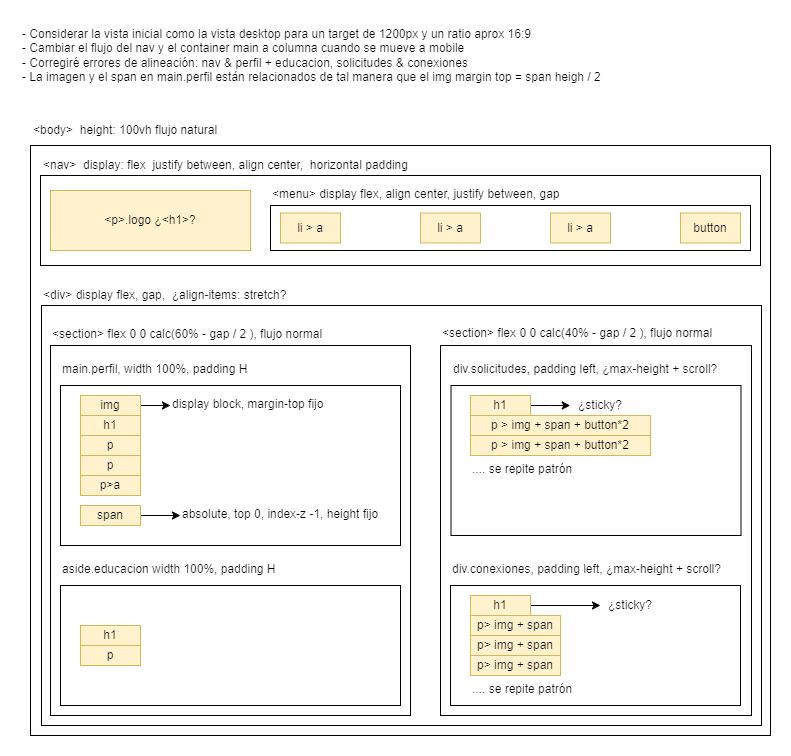 - Considerar la vista inicial como la vista desktop para un target de 1200px y un ratio aprox 16:9
- Cambiar el flujo del nav y el container main a columna cuando se mueve a mobile
- Corregiré errores de alineación: nav & perfil + educacion, solicitudes & conexiones
- La imagen y el span en main.perfil están relacionados de tal manera que el img margin top = span heigh / 2
<body> height: 100vh flujo natural
<nav> display: flex justify between, align center, horizontal padding
<p>.logo ¿<h1>?
<menu> display flex, align center, justify between, gap
li > a
li > a
li > a
button
<div> display flex, gap, ¿align-items: stretch?
<section> flex 0 0 calc(60% - gap / 2 ), flujo normal
main.perfil, width 100%, padding H
img
display block, margin-top fijo
h1
p
p
p>a
span
absolute, top 0, index-z -1, height fijo
aside.educacion width 100%, padding H
h1
p
<section> flex 0 0 calc(40% - gap / 2 ), flujo normal
div.solicitudes, padding left, ¿max-height + scroll?
h1
¿sticky?
p > img + span + button*2
p > img + span + button*2
.... se repite patrón
div.conexiones, padding left, ¿max-height + scroll?
h1
¿sticky?
p> img + span
p> img + span
p> img + span
.... se repite patrón